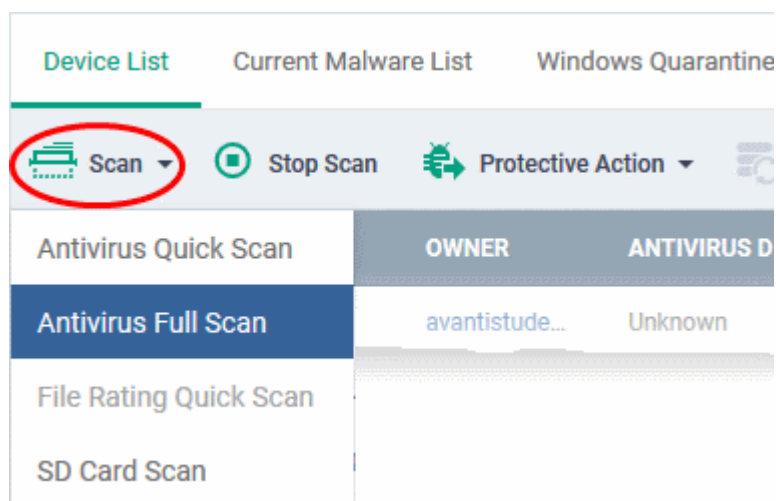 Device List Current Malware List Windows Quarantine
Scan Stop Scan Protective Action
Antivirus Quick Scan OWNER ANTIVIRUS D
Antivirus Full Scan avantistude... Unknown
File Rating Quick Scan
SD Card Scan